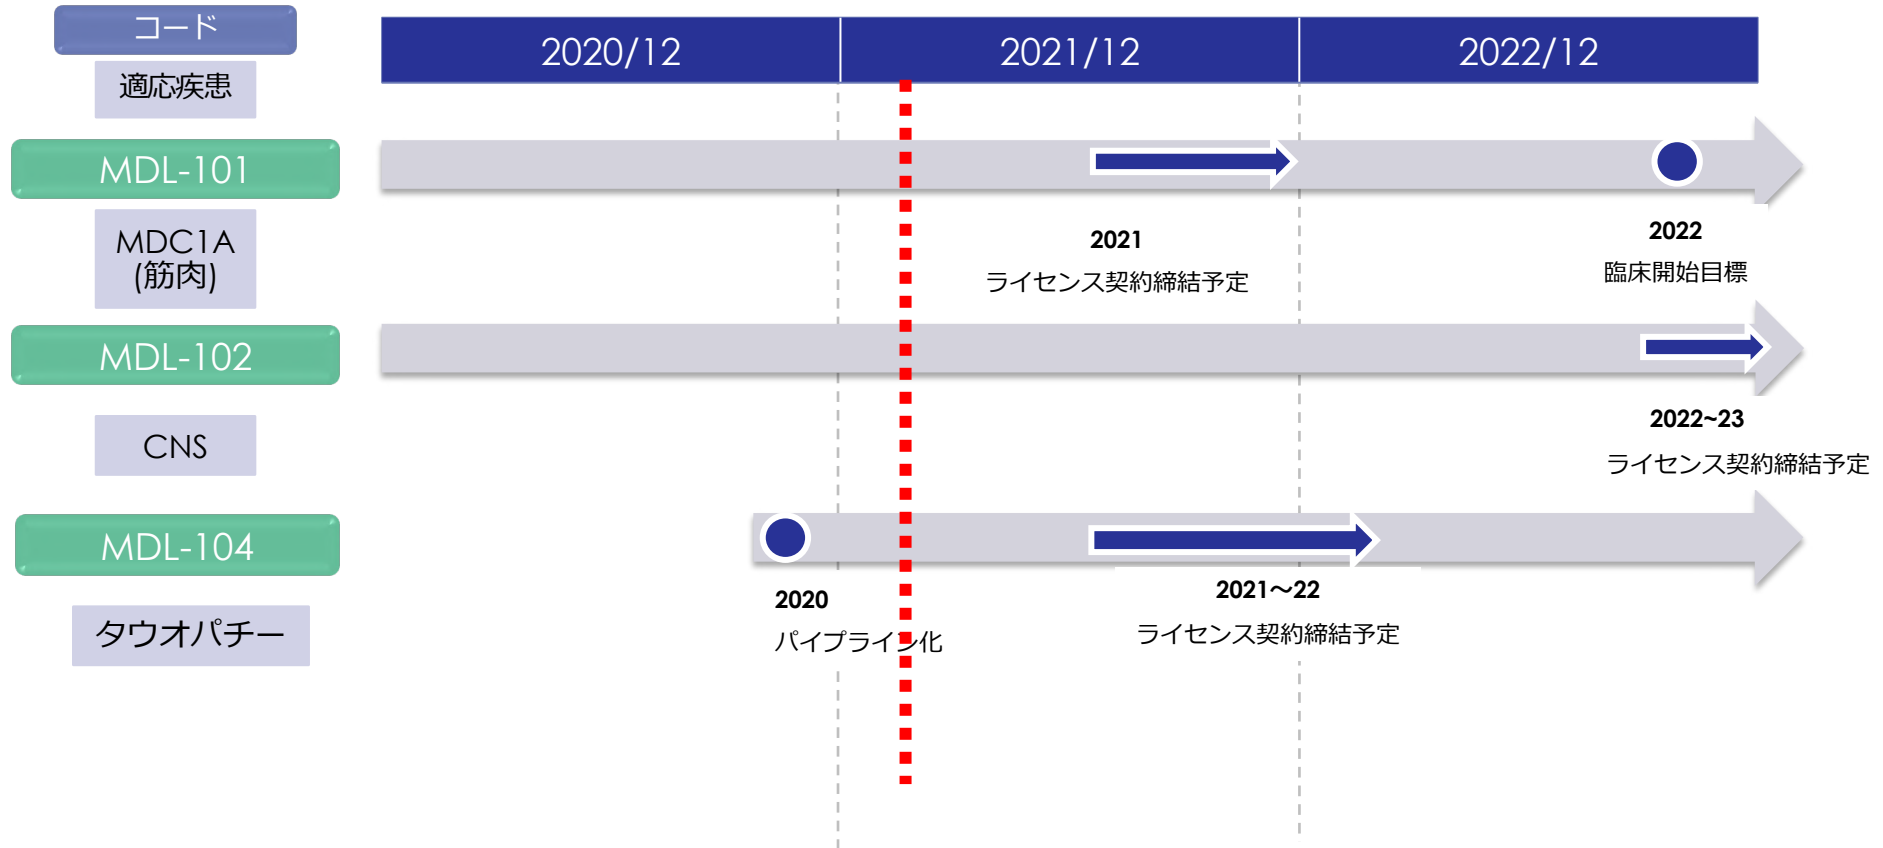 コード
2020/12
2021/12
2022/12
適応疾患
MDL-101
MDC1A
(筋肉)
2021
ライセンス契約締結予定
2022
臨床開始目標
MDL-102
CNS
2022~23
ライセンス契約締結予定
MDL-104
タウオパチー
2020
パイプライン化
2021～22
ライセンス契約締結予定